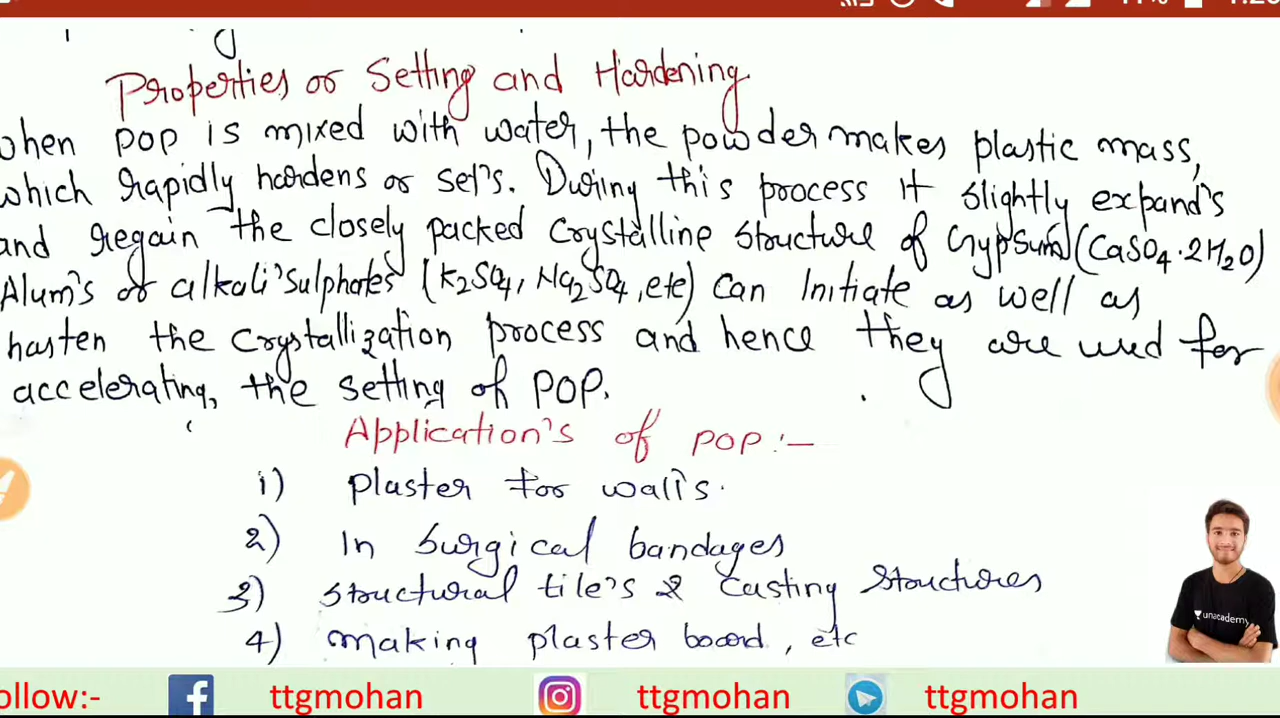 Properties or Setting and Hardening
when POP is mixed with water, the powder makes plastic mass,
which rapidly hardens or set's. During this process it slightly expand's
and regain the closely packed crystalline structure of Gypsum (CaSO4·2H2O)
Alum's or alkali sulphates (K2SO4, Na2SO4, etc) can initiate as well as
hasten the crystallization process and hence they are used for
accelerating, the setting of POP.
Application's of POP:-
1) Plaster for walls.
2) In Surgical bandages
3) Structural tile's & Casting Structures
4) Making plaster board, etc
unacademy
ollow:- ttgmohan ttgmohan ttgmohan